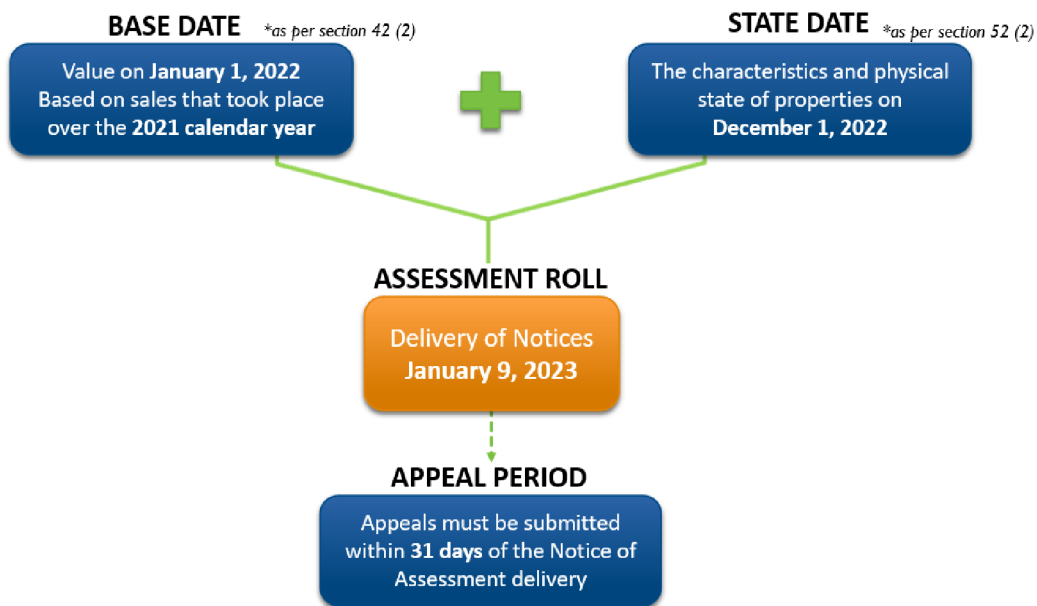 BASE DATE *as per section 42 (2)
Value on January 1, 2022
Based on sales that took place
over the 2021 calendar year
STATE DATE *as per section 52 (2)
The characteristics and physical
state of properties on
December 1, 2022
ASSESSMENT ROLL
Delivery of Notices
January 9, 2023
APPEAL PERIOD
Appeals must be submitted
within 31 days of the Notice of
Assessment delivery